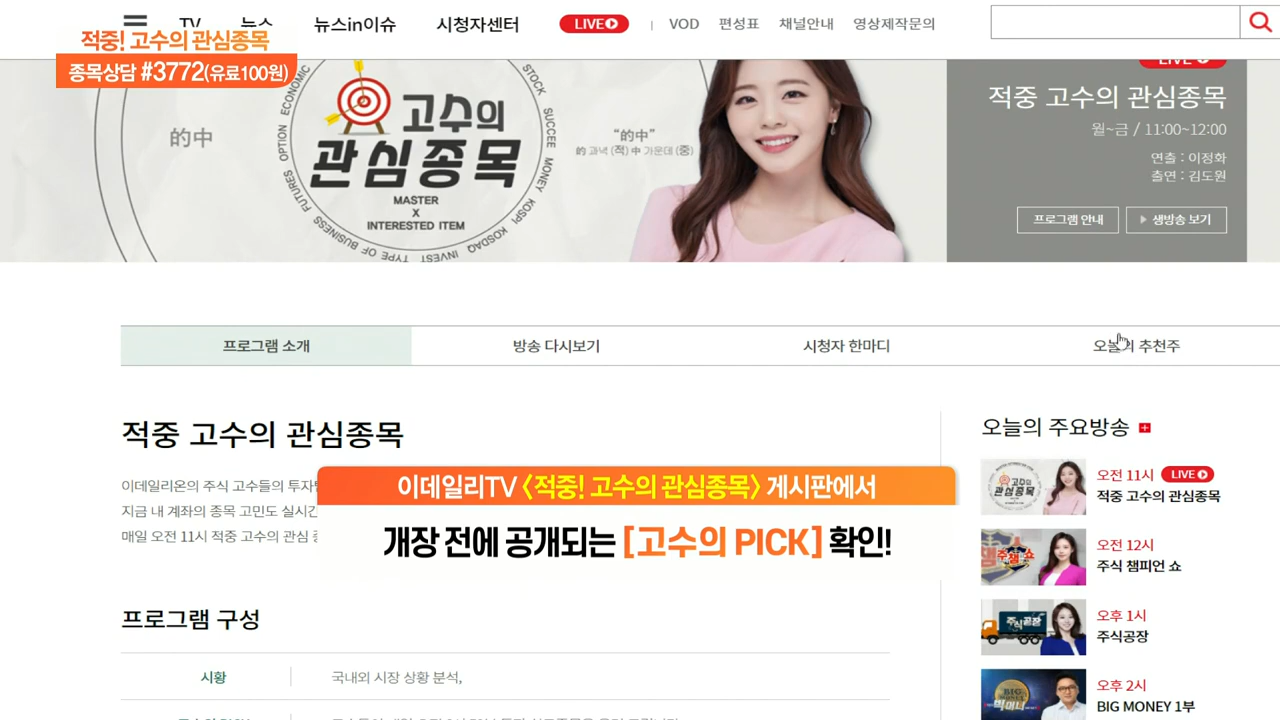 TV
뉴스
뉴스in이슈
시청자센터
LIVE
VOD
편성표
채널안내
영상제작문의
적중! 고수의 관심종목
종목상담 #3772(유료100원)
的中
고수의
관심종목
MASTER
X
INTERESTED ITEM
FUTURES OPTION ECONOMIC
STOCK SUCCEE MONEY KOSPI KOSDAQ INVEST TYPE OF BUSINESS
“的中”
的 과녁 (적) 中 가운데 (중)
LIVE
적중 고수의 관심종목
월~금 / 11:00~12:00
연출 : 이정화
출연 : 김도원
프로그램 안내
생방송 보기
프로그램 소개
방송 다시보기
시청자 한마디
오늘의 추천주
적중 고수의 관심종목
이데일리온의 주식 고수들의
지금 내 계좌의 종목 고민도
매일 오전 11시 적중 고수의 관심
이데일리TV <적중! 고수의 관심종목> 게시판에서
개장 전에 공개되는 [고수의 PICK] 확인!
프로그램 구성
시황
국내외 시장 상황 분석,
오늘의 주요방송
오전 11시 LIVE
적중 고수의 관심종목
오전 12시
주식 챔피언 쇼
오후 1시
주식공장
오후 2시
BIG MONEY 1부